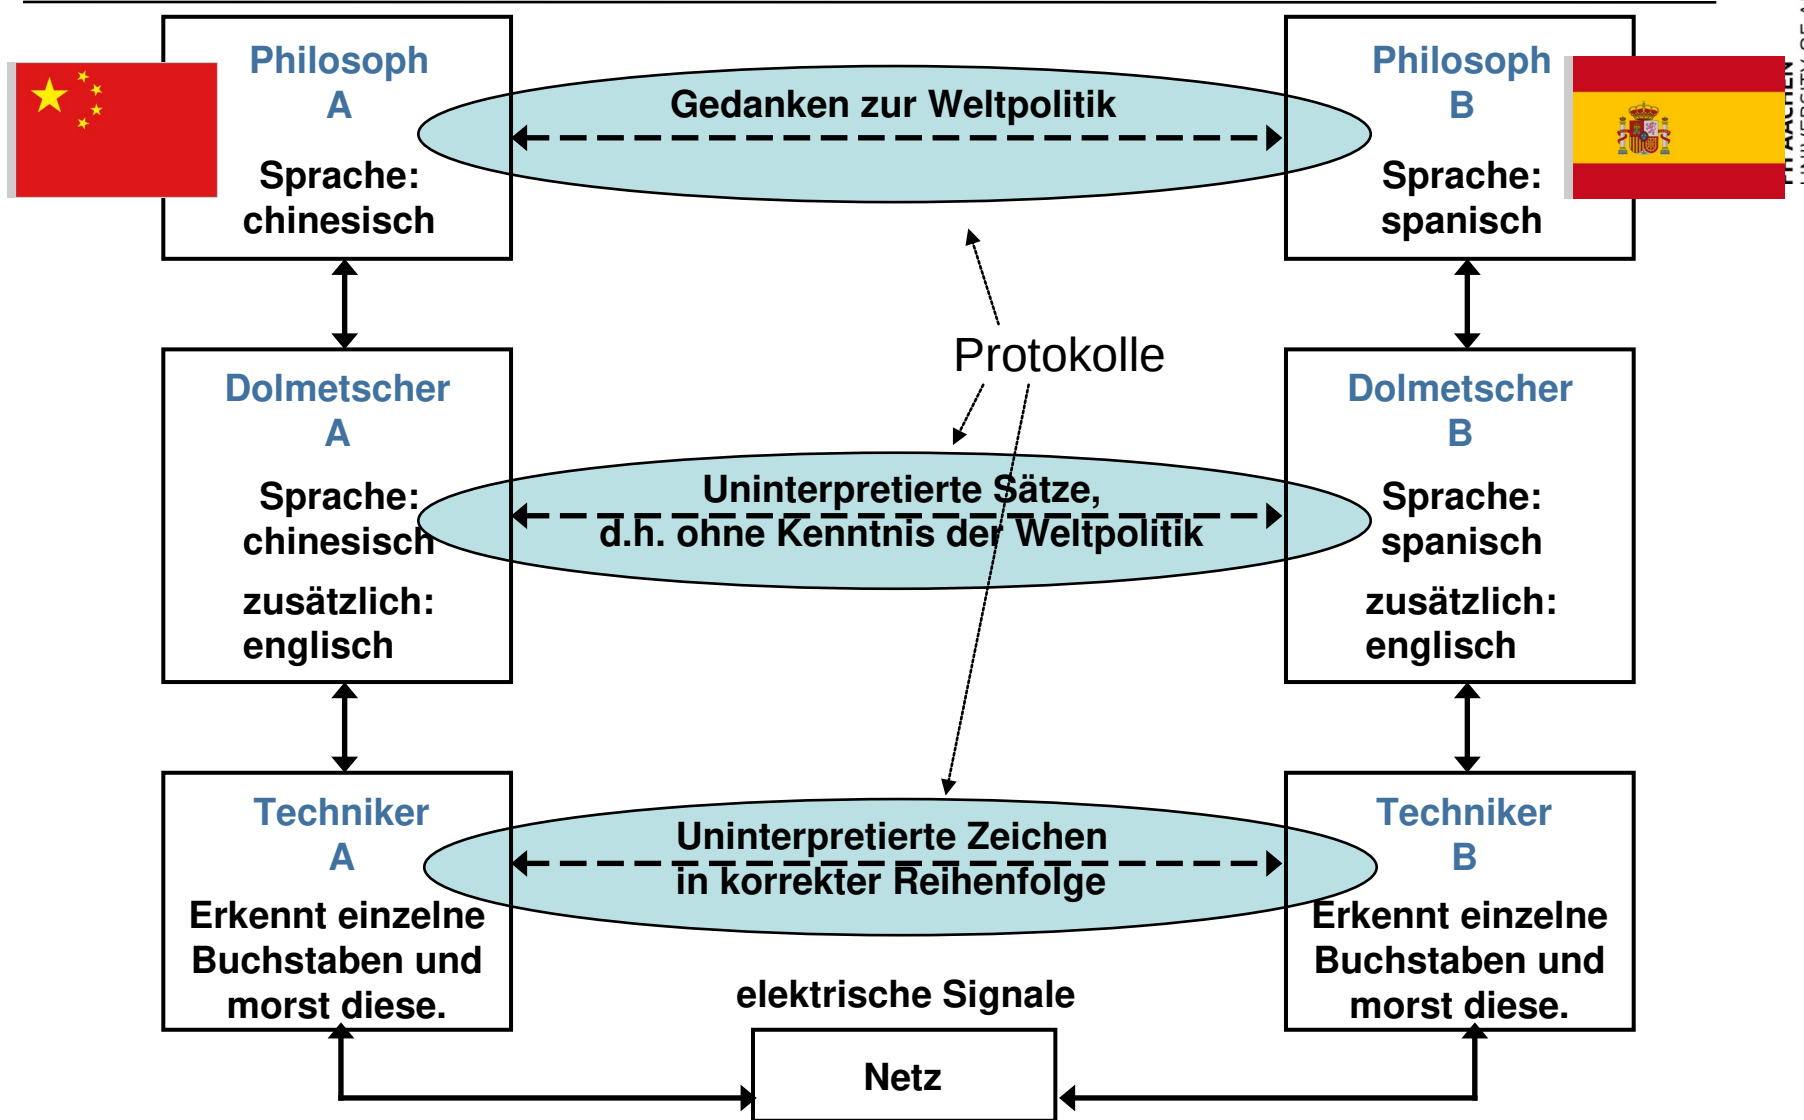 Philosoph
A
Sprache:
chinesisch
Gedanken zur Weltpolitik
Philosoph
B
Sprache:
spanisch
Protokolle
Dolmetscher
A
Sprache:
chinesisch
zusätzlich:
englisch
Uninterpretierte Sätze,
d.h. ohne Kenntnis der Weltpolitik
Dolmetscher
B
Sprache:
spanisch
zusätzlich:
englisch
Techniker
A
Erkennt einzelne
Buchstaben und
morst diese.
Uninterpretierte Zeichen
in korrekter Reihenfolge
Techniker
B
Erkennt einzelne
Buchstaben und
morst diese.
elektrische Signale
Netz